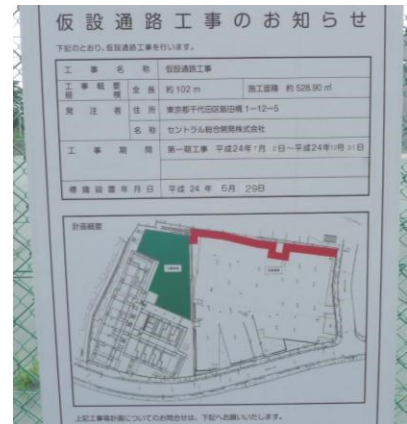 仮設通路工事のお知らせ
下記のとおり、仮設通路工事を行います。
工事名称 仮設通路工事
工事概要 規模 全長 約102m 施工面積 約528.90㎡
発注者 住所 東京都千代田区飯田橋1-12-5
名称 セントラル総合開発株式会社
工事期間 第一期工事 平成24年7月 2日~平成24年12月31日
標識設置年月日 平成 24 年 6月 29日
計画概要
上記工事等計画についてのお問合せは、下記へお願いいたします。